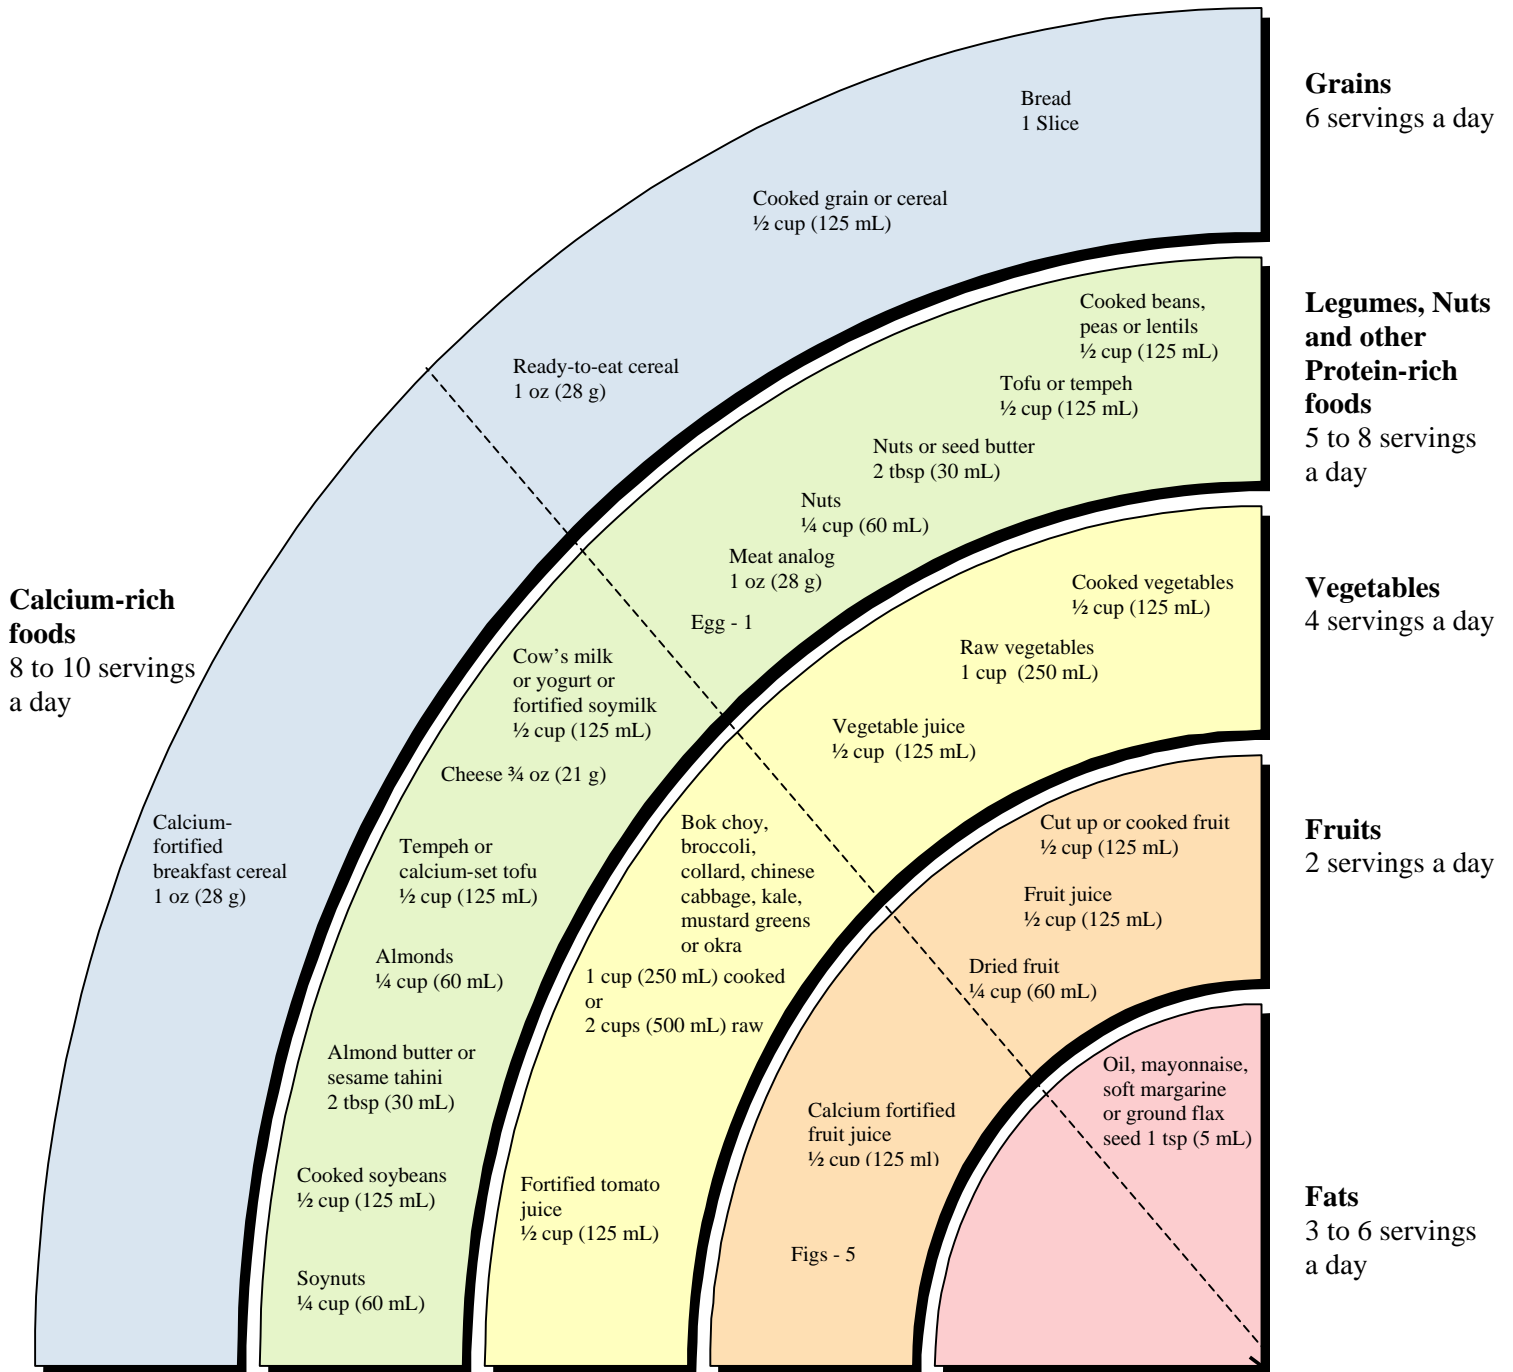 Grains
6 servings a day
Bread
1 Slice
Cooked grain or cereal
½ cup (125 mL)
Ready-to-eat cereal
1 oz (28 g)
Legumes, Nuts
and other
Protein-rich
foods
5 to 8 servings
a day
Cooked beans,
peas or lentils
½ cup (125 mL)
Tofu or tempeh
½ cup (125 mL)
Nuts or seed butter
2 tbsp (30 mL)
Nuts
¼ cup (60 mL)
Meat analog
1 oz (28 g)
Egg - 1
Vegetables
4 servings a day
Cooked vegetables
½ cup (125 mL)
Raw vegetables
1 cup (250 mL)
Vegetable juice
½ cup (125 mL)
Fruits
2 servings a day
Cut up or cooked fruit
½ cup (125 mL)
Fruit juice
½ cup (125 mL)
Dried fruit
¼ cup (60 mL)
Fats
3 to 6 servings
a day
Oil, mayonnaise,
soft margarine
or ground flax
seed 1 tsp (5 mL)
Calcium-rich
foods
8 to 10 servings
a day
Calcium-
fortified
breakfast cereal
1 oz (28 g)
Cow's milk
or yogurt or
fortified soymilk
½ cup (125 mL)
Cheese ¾ oz (21 g)
Tempeh or
calcium-set tofu
½ cup (125 mL)
Almonds
¼ cup (60 mL)
Almond butter or
sesame tahini
2 tbsp (30 mL)
Cooked soybeans
½ cup (125 mL)
Soynuts
¼ cup (60 mL)
Bok choy,
broccoli,
collard, chinese
cabbage, kale,
mustard greens
or okra
1 cup (250 mL) cooked
or
2 cups (500 mL) raw
Fortified tomato
juice
½ cup (125 mL)
Calcium fortified
fruit juice
½ cup (125 ml)
Figs - 5